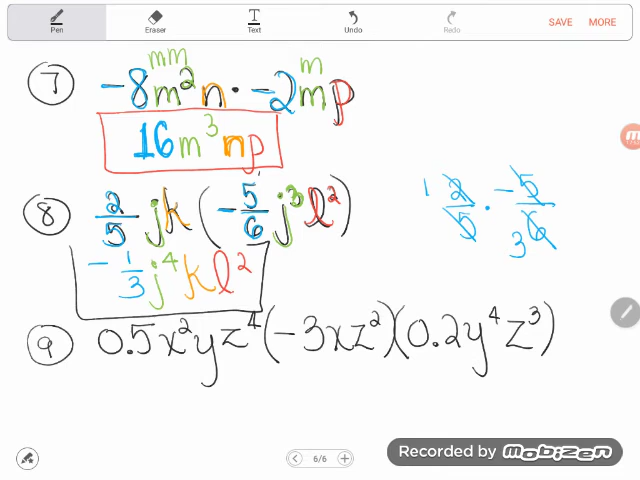 Pen Eraser Text Undo Redo SAVE MORE
mm m
⑦ -8m²n · -2mp
16m³np
⑧ 2/5 jk (-5/6 j³l²) 1 2/5 · -5/6 3
-1/3 j⁴kl²
⑨ 0.5x²yz⁴(-3xz²)(0.2y⁴z³)
6/6
Recorded by mobizen